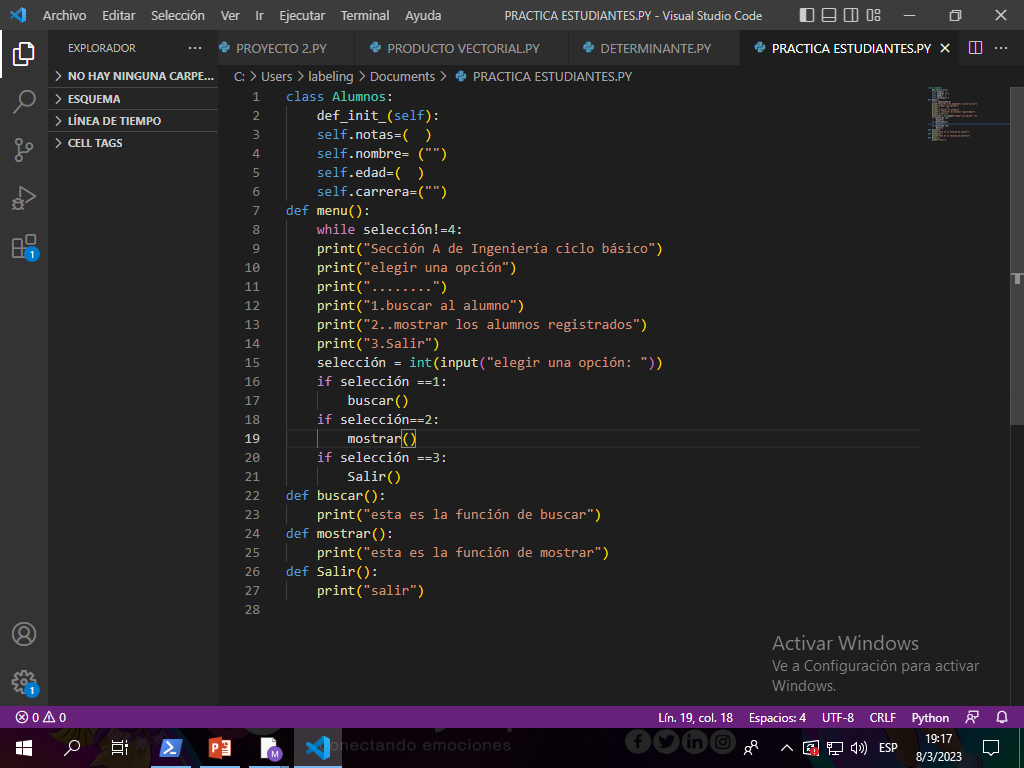 Archivo Editar Selección Ver Ir Ejecutar Terminal Ayuda PRACTICA ESTUDIANTES.PY - Visual Studio Code
EXPLORADOR ··· PROYECTO 2.PY PRODUCTO VECTORIAL.PY DETERMINANTE.PY PRACTICA ESTUDIANTES.PY
NO HAY NINGUNA CARPE...
ESQUEMA
LÍNEA DE TIEMPO
CELL TAGS
C: > Users > labeling > Documents > PRACTICA ESTUDIANTES.PY
1 class Alumnos:
2 def_init_(self):
3 self.notas=(  )
4 self.nombre= ("")
5 self.edad=(  )
6 self.carrera=("")
7 def menu():
8 while selección!=4:
9 print("Sección A de Ingeniería ciclo básico")
10 print("elegir una opción")
11 print("........")
12 print("1.buscar al alumno")
13 print("2..mostrar los alumnos registrados")
14 print("3.Salir")
15 selección = int(input("elegir una opción: "))
16 if selección ==1:
17 buscar()
18 if selección==2:
19 mostrar()
20 if selección ==3:
21 Salir()
22 def buscar():
23 print("esta es la función de buscar")
24 def mostrar():
25 print("esta es la función de mostrar")
26 def Salir():
27 print("salir")
28
1
1
Activar Windows
Ve a Configuración para activar
Windows.
0 0 Lín. 19, col. 18 Espacios: 4 UTF-8 CRLF Python
onectando emociones
ESP
19:17
8/3/2023